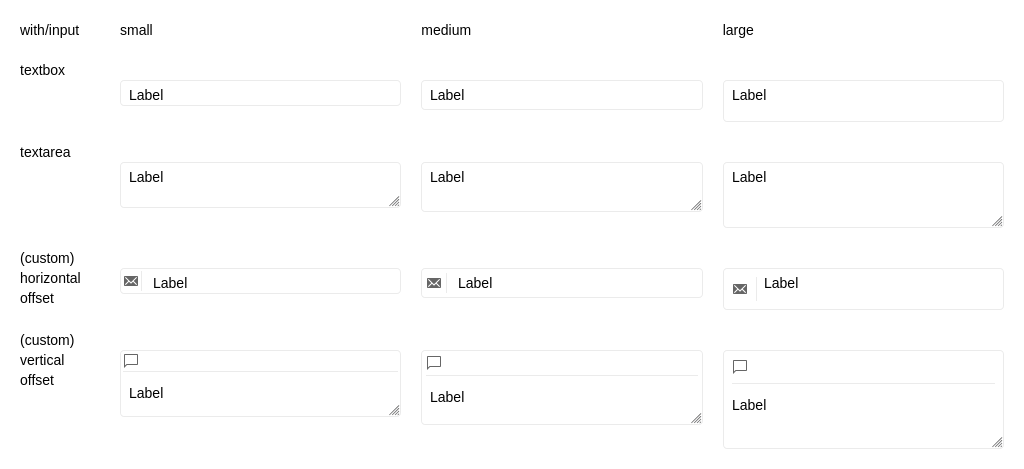 with/input small medium large
textbox
Label Label Label
textarea
Label Label Label
(custom)
horizontal
offset
Label Label Label
(custom)
vertical
offset
Label Label Label